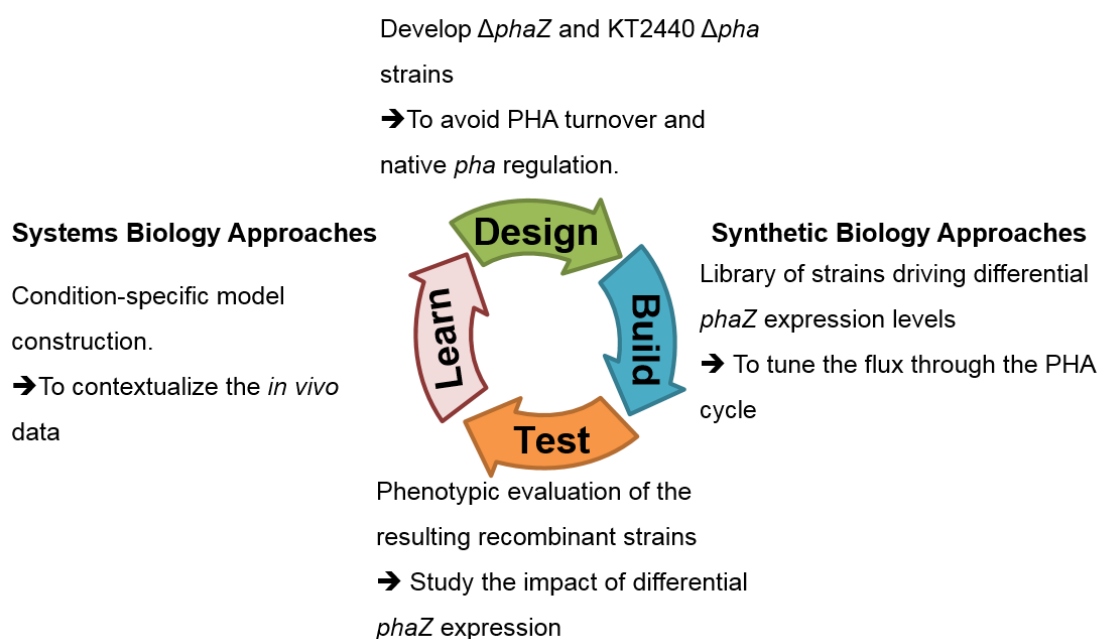 Develop ΔphaZ and KT2440 Δpha
strains
➔To avoid PHA turnover and
native pha regulation.
Design
Synthetic Biology Approaches
Library of strains driving differential
phaZ expression levels
➔ To tune the flux through the PHA
cycle
Build
Test
Phenotypic evaluation of the
resulting recombinant strains
➔ Study the impact of differential
phaZ expression
Systems Biology Approaches
Condition-specific model
construction.
➔To contextualize the in vivo
data
Learn